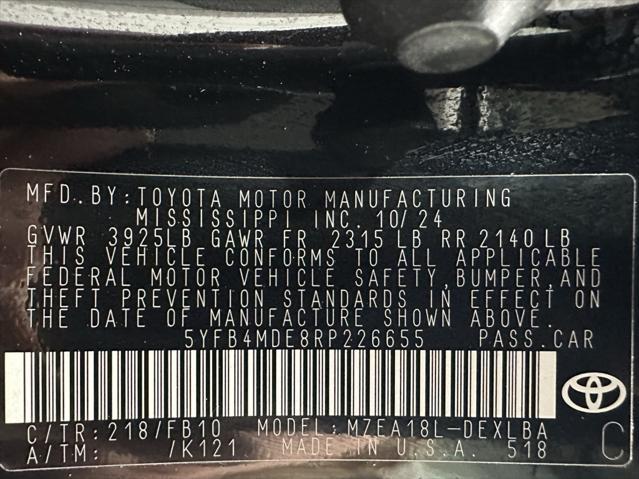 MFD.BY:TOYOTA MOTOR MANUFACTURING
MISSISSIPPI INC. 10/24
GVWR 3925LB GAWR FR 2315 LB RR 2140 LB
THIS VEHICLE CONFORMS TO ALL APPLICABLE
FEDERAL MOTOR VEHICLE SAFETY,BUMPER,AND
THEFT PREVENTION STANDARDS IN EFFECT ON
THE DATE OF MANUFACTURE SHOWN ABOVE.
5YFB4MDE8RP226655 PASS.CAR
C/TR:218/FB10 MODEL:MZEA18L-DEXLBA
A/TM: /K121 MADE IN U.S.A. 518
C